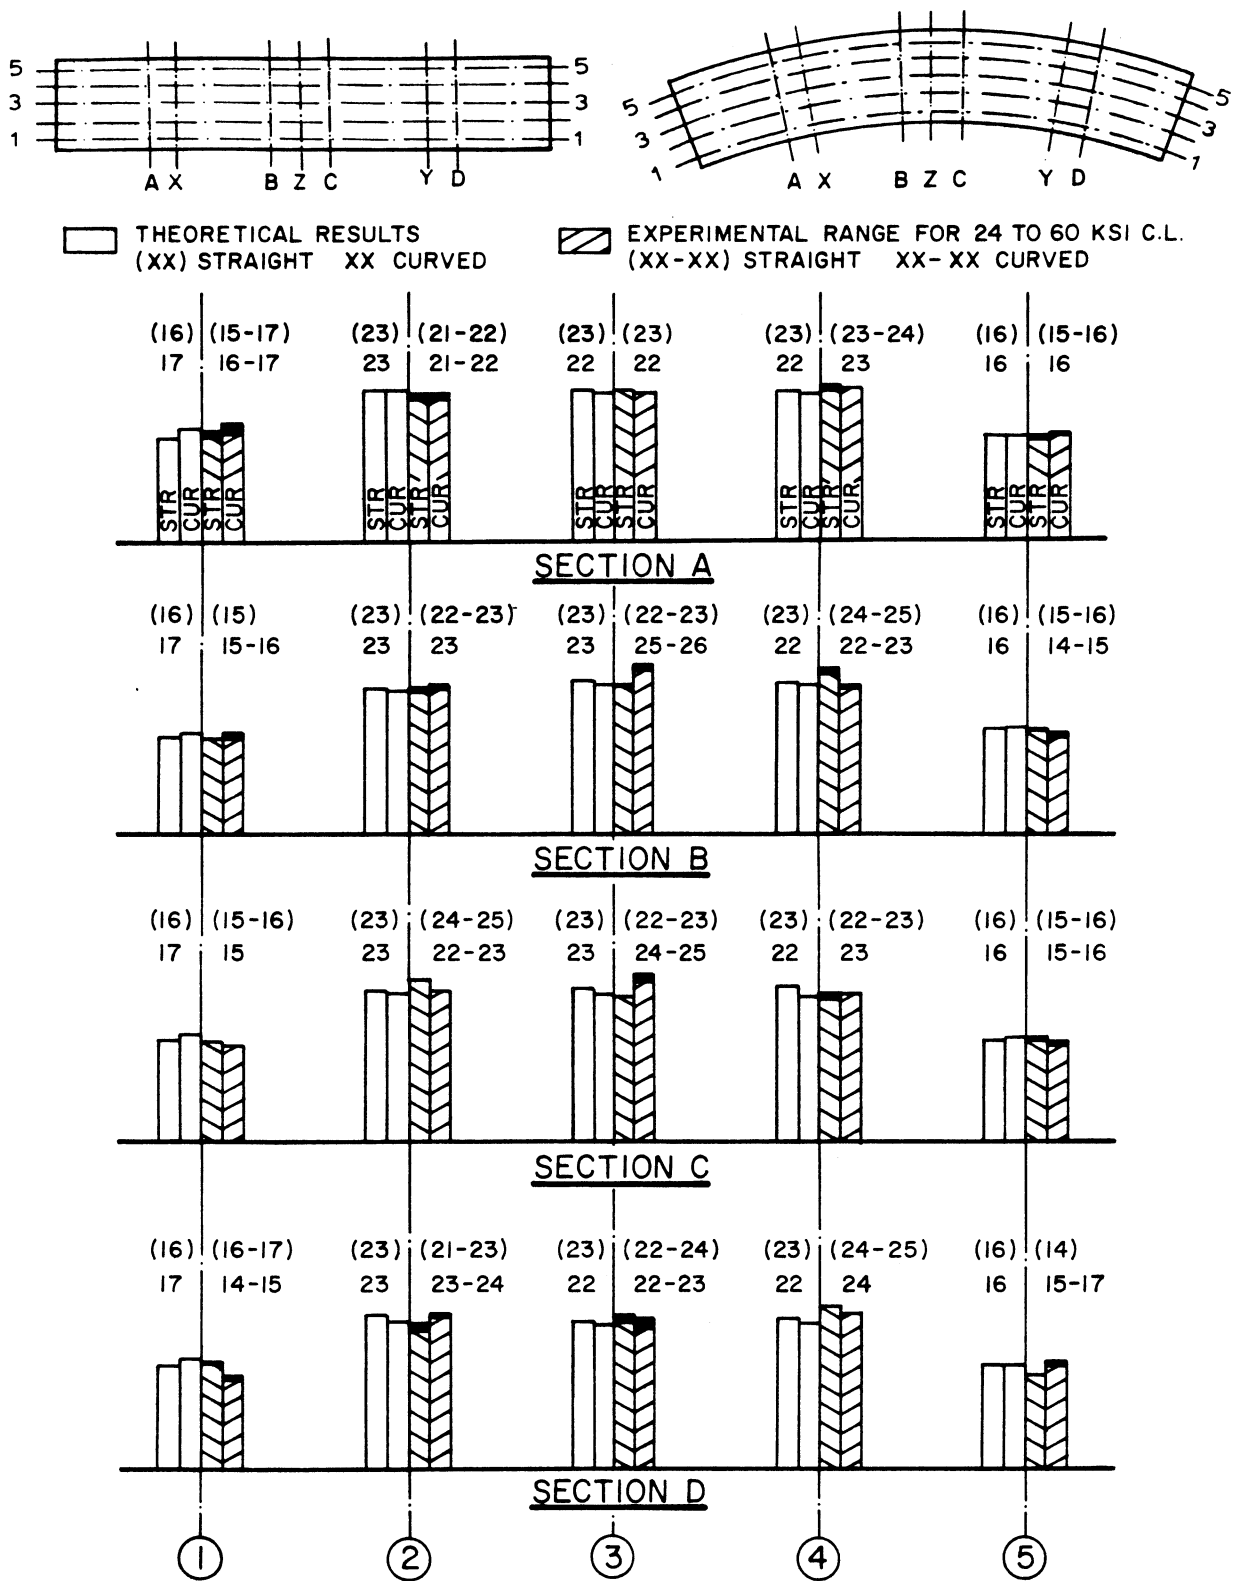 5 5 5 5
3 3 3 3
1 1 1 1
A X B Z C Y D A X B Z C Y D
THEORETICAL RESULTS
(XX) STRAIGHT XX CURVED
EXPERIMENTAL RANGE FOR 24 TO 60 KSI C.L.
(XX-XX) STRAIGHT XX-XX CURVED
(16) (15-17) (23) (21-22) (23) (23) (23) (23-24) (16) (15-16)
17 16-17 23 21-22 22 22 22 23 16 16
STR CUR STR CUR STR CUR STR CUR STR CUR STR CUR STR CUR STR CUR STR CUR STR CUR
SECTION A
(16) (15) (23) (22-23) (23) (22-23) (23) (24-25) (16) (15-16)
17 15-16 23 23 23 25-26 22 22-23 16 14-15
SECTION B
(16) (15-16) (23) (24-25) (23) (22-23) (23) (22-23) (16) (15-16)
17 15 23 22-23 23 24-25 22 23 16 15-16
SECTION C
(16) (16-17) (23) (21-23) (23) (22-24) (23) (24-25) (16) (14)
17 14-15 23 23-24 22 22-23 22 24 16 15-17
SECTION D
1 2 3 4 5